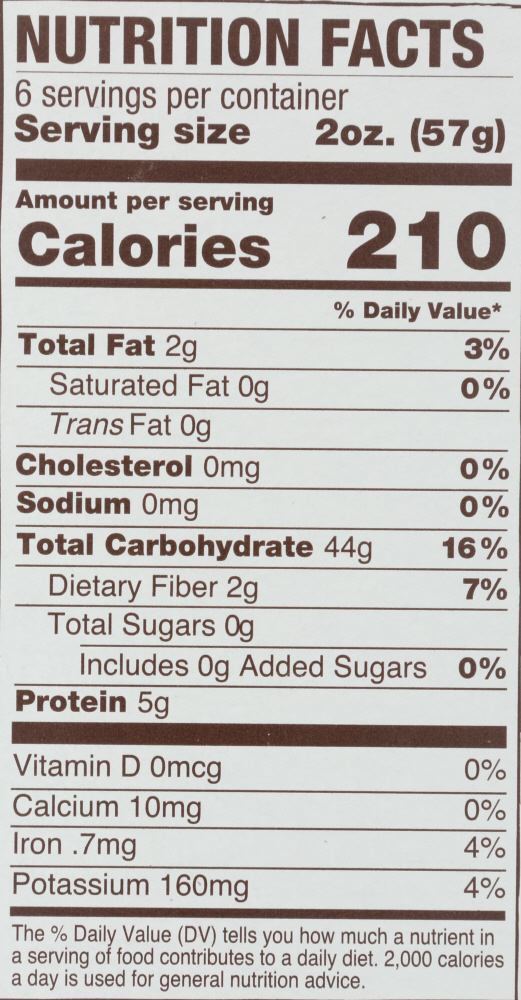 NUTRITION FACTS
6 servings per container
Serving size 2oz. (57g)
Amount per serving
Calories 210
% Daily Value*
Total Fat 2g 3%
Saturated Fat 0g 0%
Trans Fat 0g
Cholesterol 0mg 0%
Sodium 0mg 0%
Total Carbohydrate 44g 16%
Dietary Fiber 2g 7%
Total Sugars 0g
Includes 0g Added Sugars 0%
Protein 5g
Vitamin D 0mcg 0%
Calcium 10mg 0%
Iron .7mg 4%
Potassium 160mg 4%
The % Daily Value (DV) tells you how much a nutrient in
a serving of food contributes to a daily diet. 2,000 calories
a day is used for general nutrition advice.